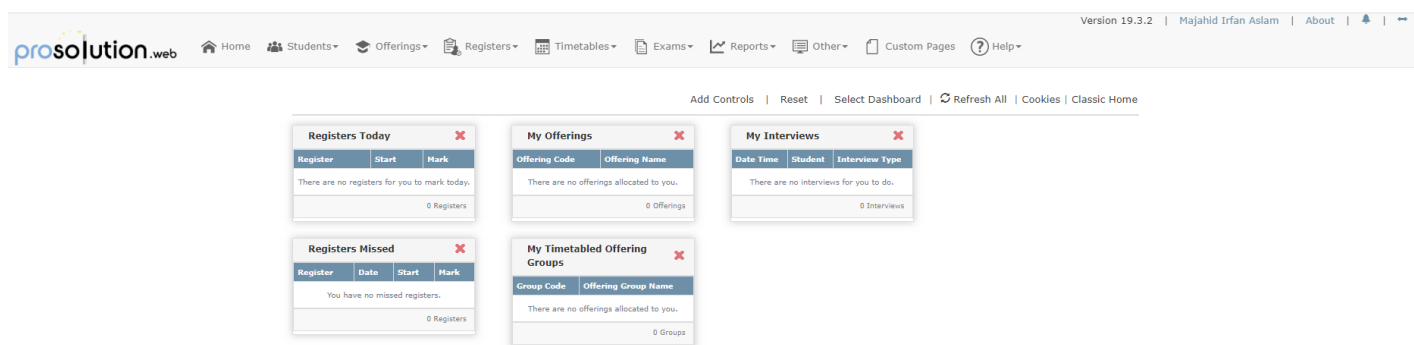 Version 19.3.2 | Majahid Irfan Aslam | About | |
prosolution.web Home Students Offerings Registers Timetables Exams Reports Other Custom Pages ? Help
Add Controls | Reset | Select Dashboard | Refresh All | Cookies | Classic Home
Registers Today
Register Start Mark
There are no registers for you to mark today.
0 Registers
My Offerings
Offering Code Offering Name
There are no offerings allocated to you.
0 Offerings
My Interviews
Date Time Student Interview Type
There are no interviews for you to do.
0 Interviews
Registers Missed
Register Date Start Mark
You have no missed registers.
0 Registers
My Timetabled Offering
Groups
Group Code Offering Group Name
There are no offerings allocated to you.
0 Groups